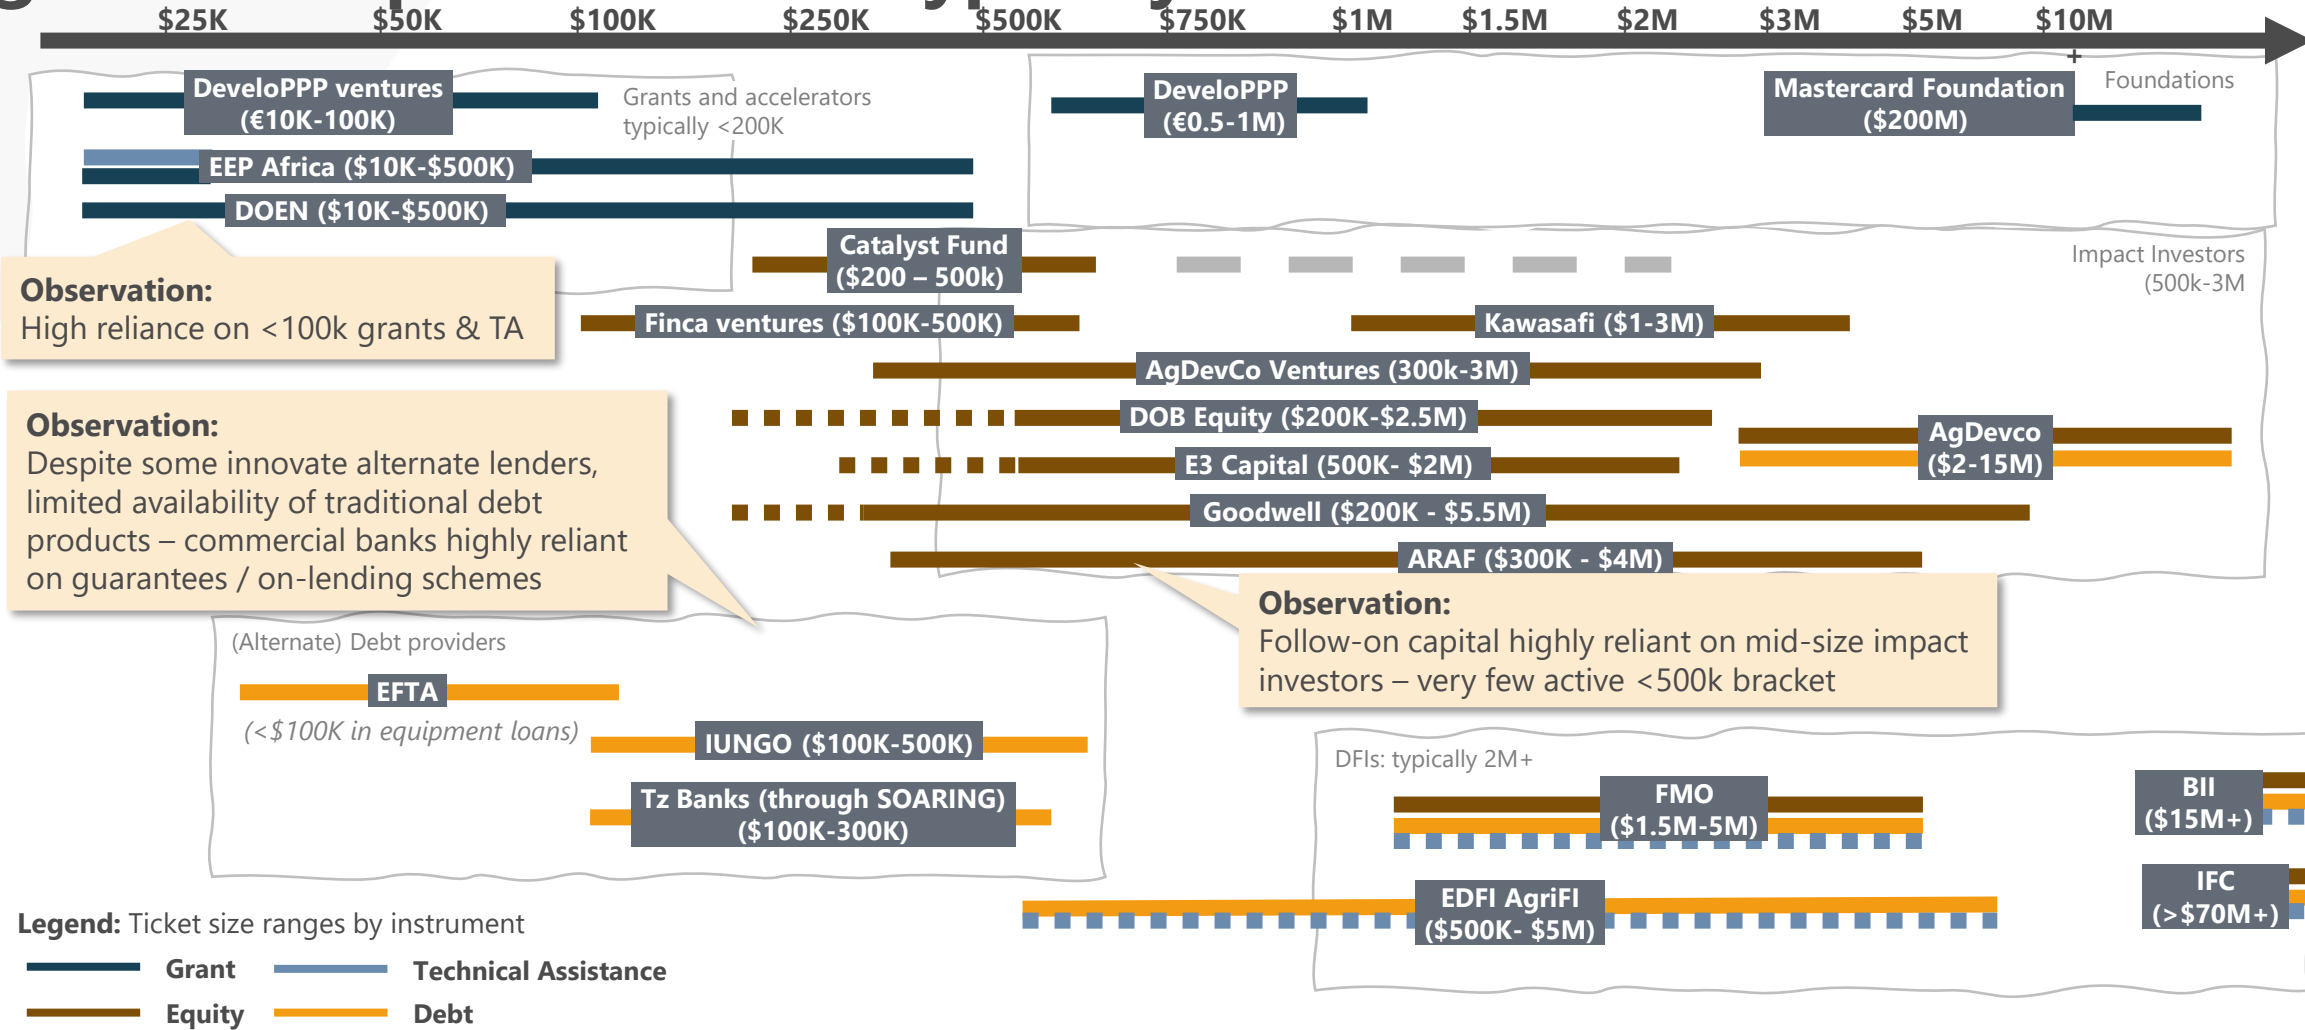 $25K $50K $100K $250K $500K $750K $1M $1.5M $2M $3M $5M $10M
+
DeveloPPP ventures
(€10K-100K)
Grants and accelerators
typically <200K
EEP Africa ($10K-$500K)
DOEN ($10K-$500K)
DeveloPPP
(€0.5-1M)
Mastercard Foundation
($200M)
Foundations
Observation:
High reliance on <100k grants & TA
Catalyst Fund
($200 – 500k)
Impact Investors
(500k-3M
Finca ventures ($100K-500K)
Kawasafi ($1-3M)
AgDevCo Ventures (300k-3M)
DOB Equity ($200K-$2.5M)
AgDevco
($2-15M)
E3 Capital (500K- $2M)
Goodwell ($200K - $5.5M)
ARAF ($300K - $4M)
Observation:
Despite some innovate alternate lenders,
limited availability of traditional debt
products – commercial banks highly reliant
on guarantees / on-lending schemes
Observation:
Follow-on capital highly reliant on mid-size impact
investors – very few active <500k bracket
(Alternate) Debt providers
EFTA
(<$100K in equipment loans)
IUNGO ($100K-500K)
Tz Banks (through SOARING)
($100K-300K)
DFIs: typically 2M+
FMO
($1.5M-5M)
BII
($15M+)
EDFI AgriFI
($500K- $5M)
IFC
(>$70M+)
Legend: Ticket size ranges by instrument
Grant
Technical Assistance
Equity
Debt